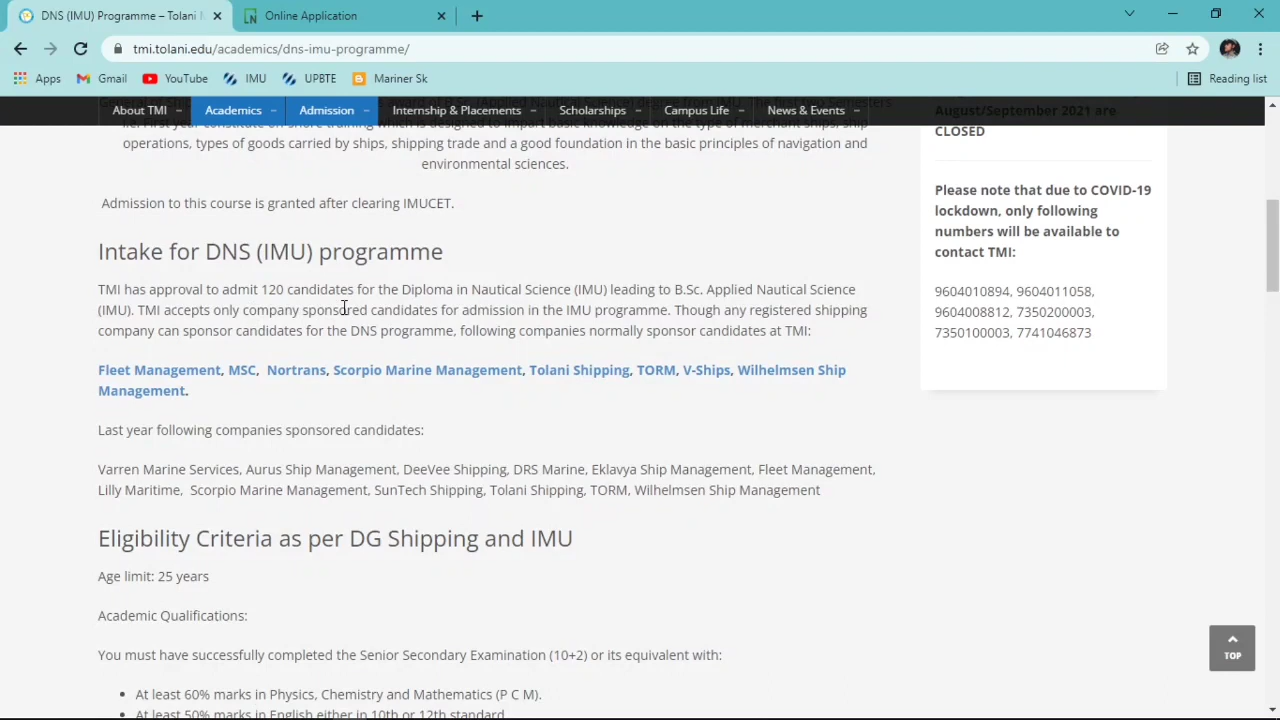 DNS (IMU) Programme – Tolani
Online Application
tmi.tolani.edu/academics/dns-imu-programme/
Apps
Gmail
YouTube
IMU
UPBTE
Mariner Sk
Reading list
About TMI
Academics
Admission
Internship & Placements
Scholarships
Campus Life
News & Events
i.e. First year constitute on shore training which is designed to impart basic knowledge on the type of merchant ships, ship
operations, types of goods carried by ships, shipping trade and a good foundation in the basic principles of navigation and
environmental sciences.
Admission to this course is granted after clearing IMUCET.
Intake for DNS (IMU) programme
TMI has approval to admit 120 candidates for the Diploma in Nautical Science (IMU) leading to B.Sc. Applied Nautical Science
(IMU). TMI accepts only company sponsored candidates for admission in the IMU programme. Though any registered shipping
company can sponsor candidates for the DNS programme, following companies normally sponsor candidates at TMI:
Fleet Management, MSC, Nortrans, Scorpio Marine Management, Tolani Shipping, TORM, V-Ships, Wilhelmsen Ship
Management.
Last year following companies sponsored candidates:
Varren Marine Services, Aurus Ship Management, DeeVee Shipping, DRS Marine, Eklavya Ship Management, Fleet Management,
Lilly Maritime, Scorpio Marine Management, SunTech Shipping, Tolani Shipping, TORM, Wilhelmsen Ship Management
Eligibility Criteria as per DG Shipping and IMU
Age limit: 25 years
Academic Qualifications:
You must have successfully completed the Senior Secondary Examination (10+2) or its equivalent with:
At least 60% marks in Physics, Chemistry and Mathematics (P C M).
At least 50% marks in English either in 10th or 12th standard
August/September 2021 are
CLOSED
Please note that due to COVID-19
lockdown, only following
numbers will be available to
contact TMI:
9604010894, 9604011058,
9604008812, 7350200003,
7350100003, 7741046873
TOP